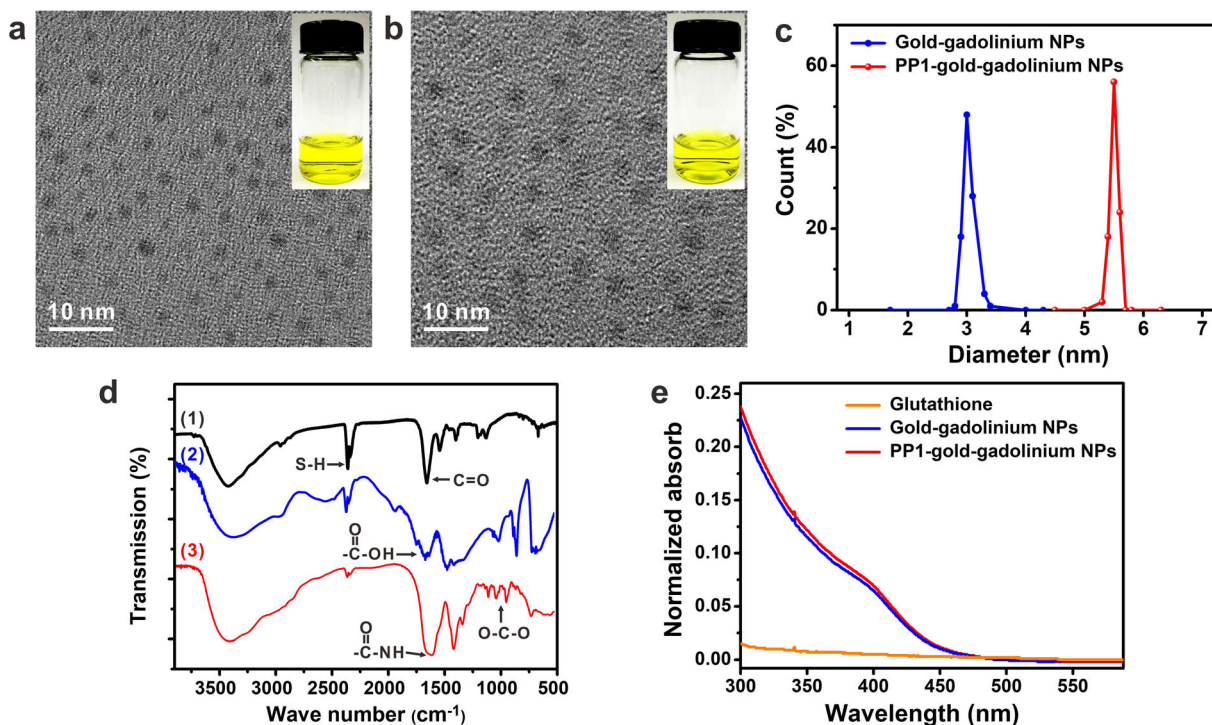 a
10 nm
b
10 nm
c
Gold-gadolinium NPs
PP1-gold-gadolinium NPs
Count (%)
60
40
20
0
1 2 3 4 5 6 7
Diameter (nm)
d
(1)
(2)
(3)
S-H
C=O
O
-C-OH
O
-C-NH
O-C-O
Transmission (%)
3500 3000 2500 2000 1500 1000 500
Wave number (cm⁻¹)
e
Glutathione
Gold-gadolinium NPs
PP1-gold-gadolinium NPs
Normalized absorb
0.25
0.20
0.15
0.10
0.05
0.00
300 350 400 450 500 550
Wavelength (nm)